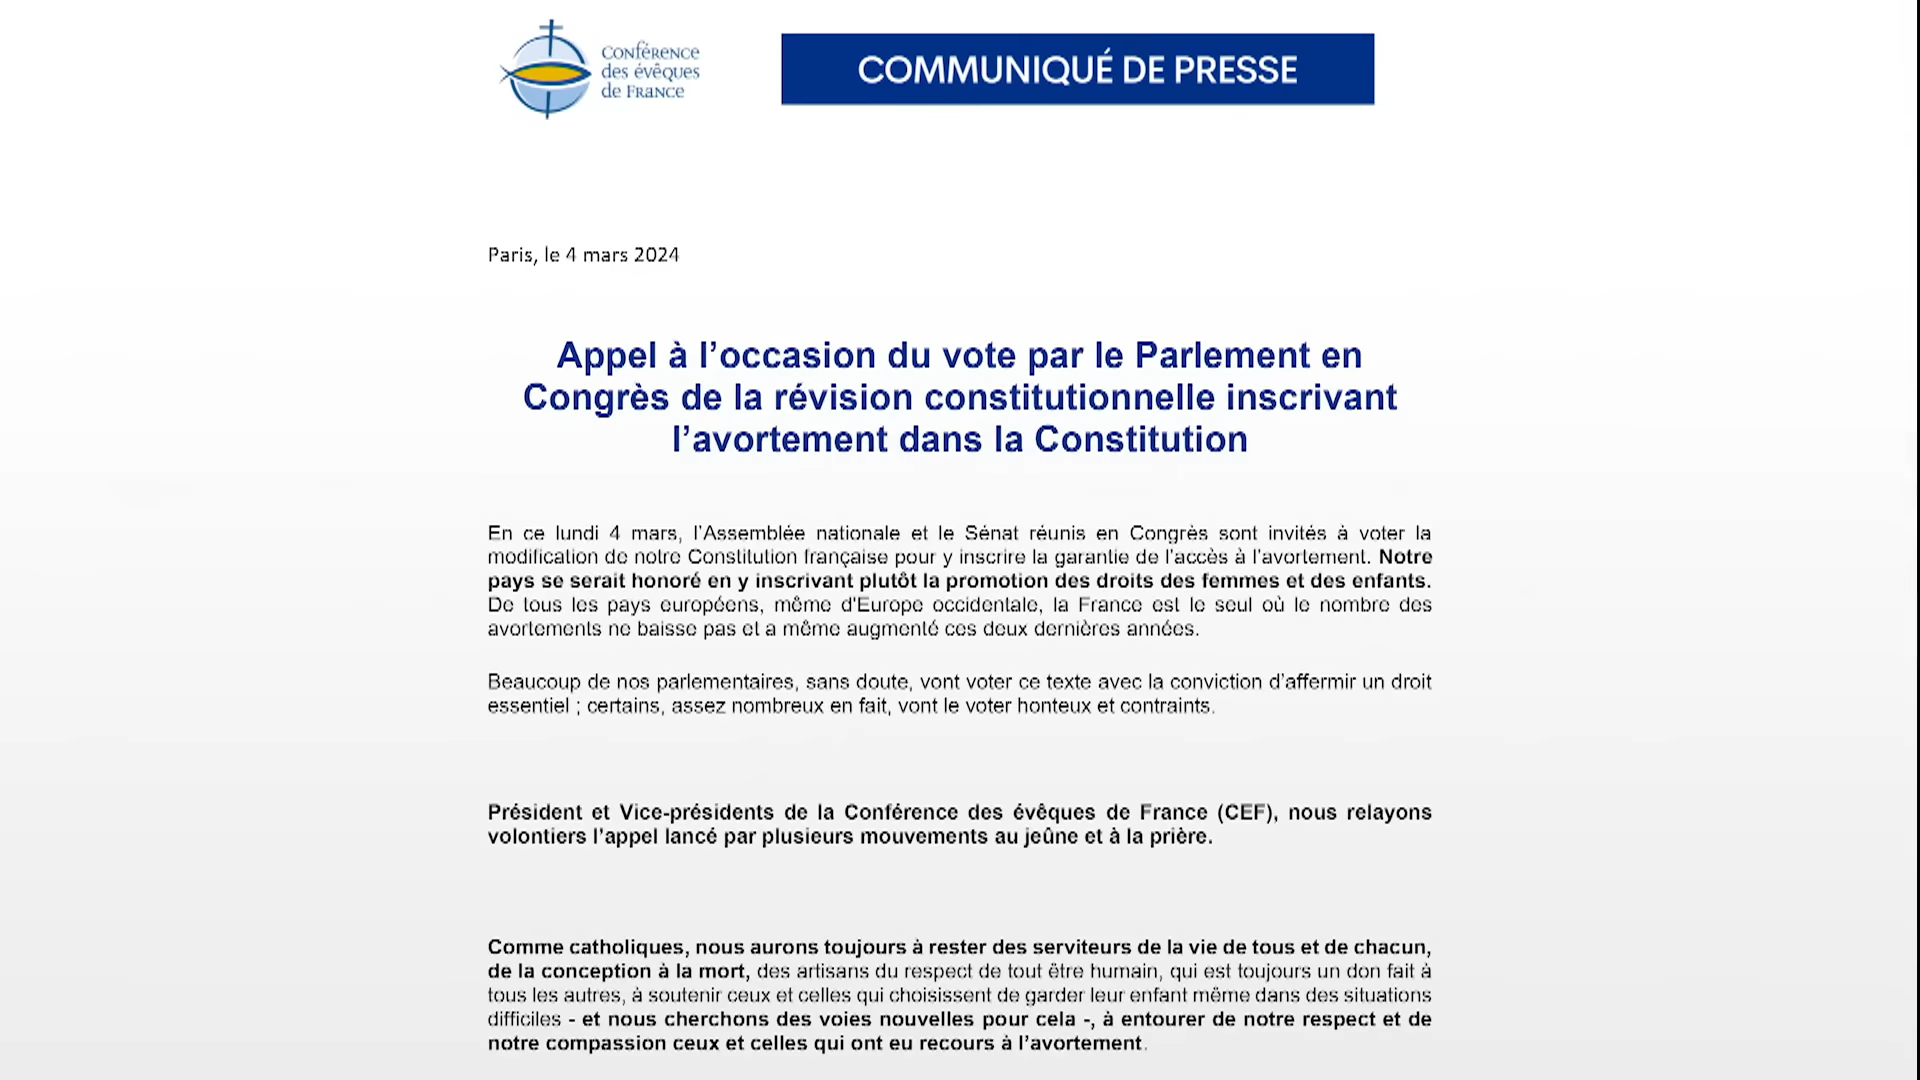 Conférence
des évêques
de France
COMMUNIQUÉ DE PRESSE
Paris, le 4 mars 2024
Appel à l’occasion du vote par le Parlement en
Congrès de la révision constitutionnelle inscrivant
l’avortement dans la Constitution
En ce lundi 4 mars, l’Assemblée nationale et le Sénat réunis en Congrès sont invités à voter la
modification de notre Constitution française pour y inscrire la garantie de l’accès à l’avortement. Notre
pays se serait honoré en y inscrivant plutôt la promotion des droits des femmes et des enfants.
De tous les pays européens, même d'Europe occidentale, la France est le seul où le nombre des
avortements ne baisse pas et a même augmenté ces deux dernières années.
Beaucoup de nos parlementaires, sans doute, vont voter ce texte avec la conviction d’affermir un droit
essentiel ; certains, assez nombreux en fait, vont le voter honteux et contraints.
Président et Vice-présidents de la Conférence des évêques de France (CEF), nous relayons
volontiers l’appel lancé par plusieurs mouvements au jeûne et à la prière.
Comme catholiques, nous aurons toujours à rester des serviteurs de la vie de tous et de chacun,
de la conception à la mort, des artisans du respect de tout être humain, qui est toujours un don fait à
tous les autres, à soutenir ceux et celles qui choisissent de garder leur enfant même dans des situations
difficiles - et nous cherchons des voies nouvelles pour cela -, à entourer de notre respect et de
notre compassion ceux et celles qui ont eu recours à l’avortement.